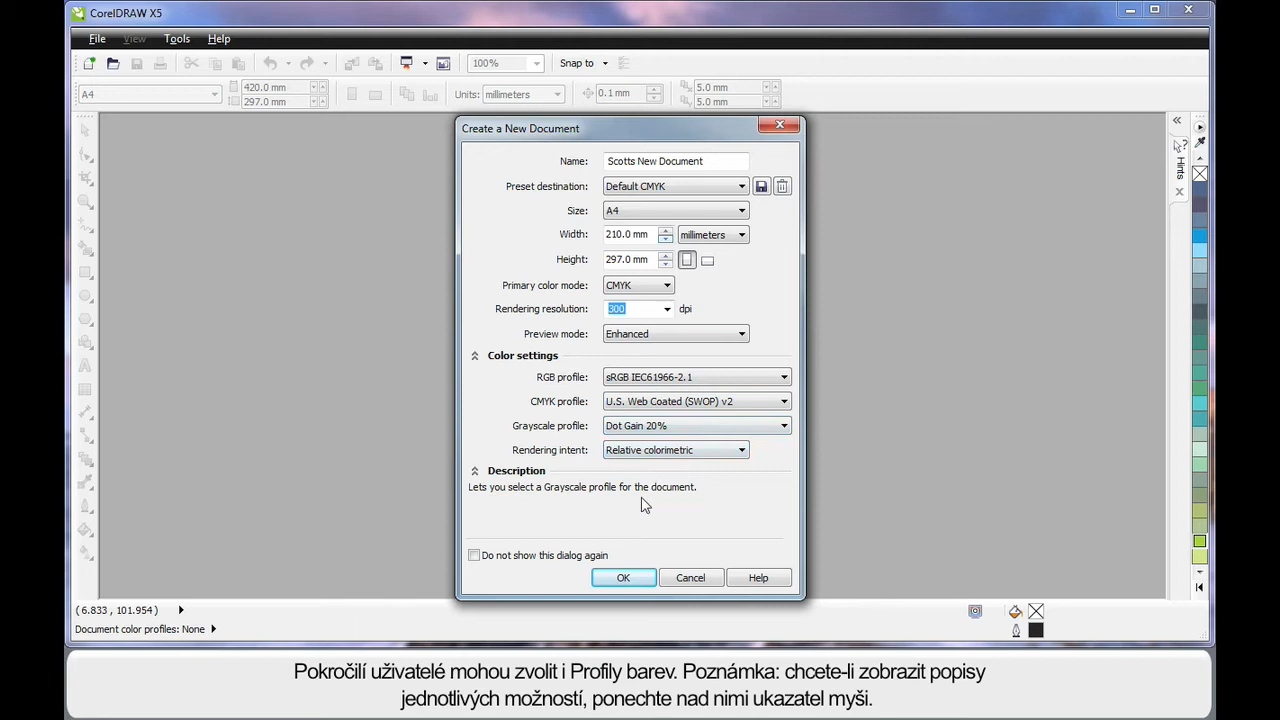 CorelDRAW X5
File View Tools Help
100% Snap to
A4 420.0 mm 297.0 mm Units: millimeters 0.1 mm 5.0 mm 5.0 mm
Create a New Document
Name: Scotts New Document
Preset destination: Default CMYK
Size: A4
Width: 210.0 mm millimeters
Height: 297.0 mm
Primary color mode: CMYK
Rendering resolution: 300 dpi
Preview mode: Enhanced
Color settings
RGB profile: sRGB IEC61966-2.1
CMYK profile: U.S. Web Coated (SWOP) v2
Grayscale profile: Dot Gain 20%
Rendering intent: Relative colorimetric
Description
Lets you select a Grayscale profile for the document.
Do not show this dialog again
OK Cancel Help
Hints
(6.833, 101.954)
Document color profiles: None
Pokročilí uživatelé mohou zvolit i Profily barev. Poznámka: chcete-li zobrazit popisy
jednotlivých možností, ponechte nad nimi ukazatel myši.